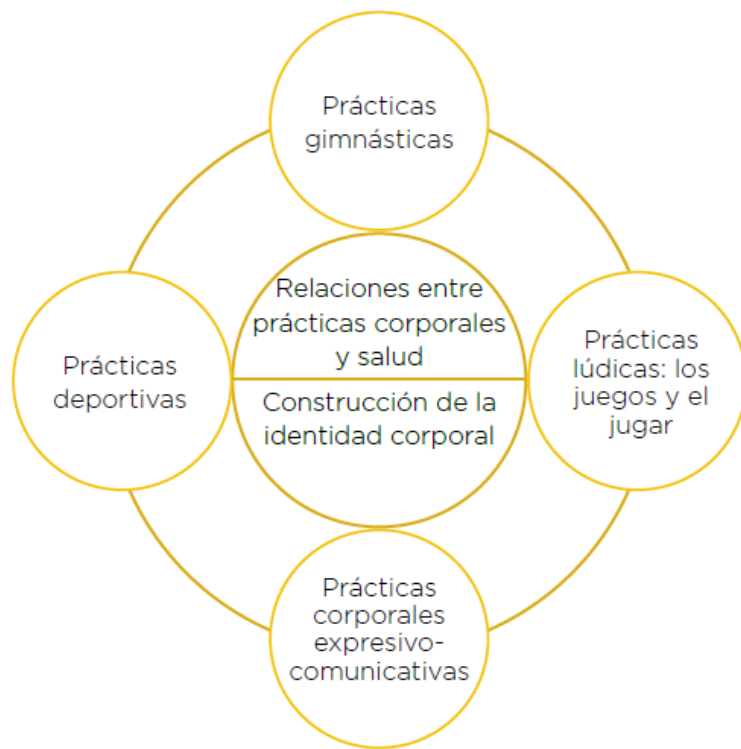 Prácticas
gimnásticas
Relaciones entre
prácticas corporales
y salud
Construcción de la
identidad corporal
Prácticas
deportivas
Prácticas
lúdicas: los
juegos y el
jugar
Prácticas
corporales
expresivo-
comunicativas